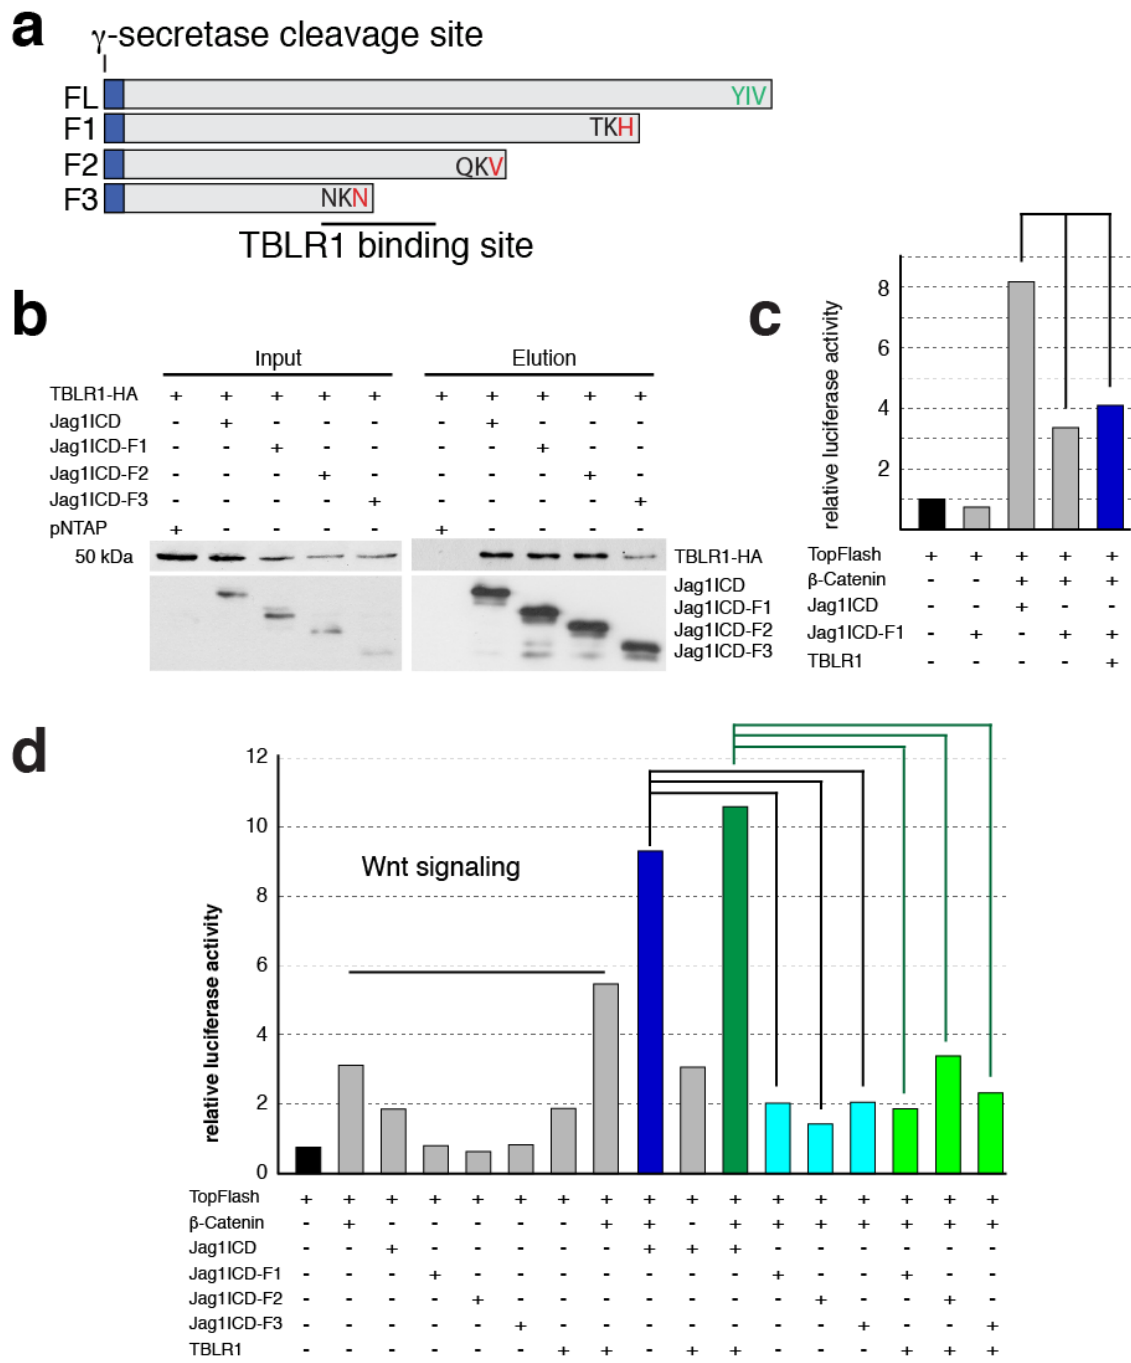 a
γ-secretase cleavage site
FL YIV
F1 TKH
F2 QKV
F3 NKN
TBLR1 binding site
b
Input Elution
TBLR1-HA + + + + + + + + + +
Jag1ICD - + - - - - + - - -
Jag1ICD-F1 - - + - - - - + - -
Jag1ICD-F2 - - - + - - - - + -
Jag1ICD-F3 - - - - + - - - - +
pNTAP + - - - - + - - - -
50 kDa TBLR1-HA
Jag1ICD
Jag1ICD-F1
Jag1ICD-F2
Jag1ICD-F3
c
relative luciferase activity
8
6
4
2
TopFlash + + + + +
β-Catenin - - + + +
Jag1ICD - - + - -
Jag1ICD-F1 - + - + +
TBLR1 - - - - +
d
relative luciferase activity
12
10
8
6
4
2
0
Wnt signaling
TopFlash + + + + + + + + + + + + + + + + +
β-Catenin - + - - - - - + + - + + + + + + +
Jag1ICD - - + - - - - - + + + - - - - - -
Jag1ICD-F1 - - - + - - - - - - - + - - + - -
Jag1ICD-F2 - - - - + - - - - - - - + - - + -
Jag1ICD-F3 - - - - - + - - - - - - - + - - +
TBLR1 - - - - - - + + - + + - - - + + +